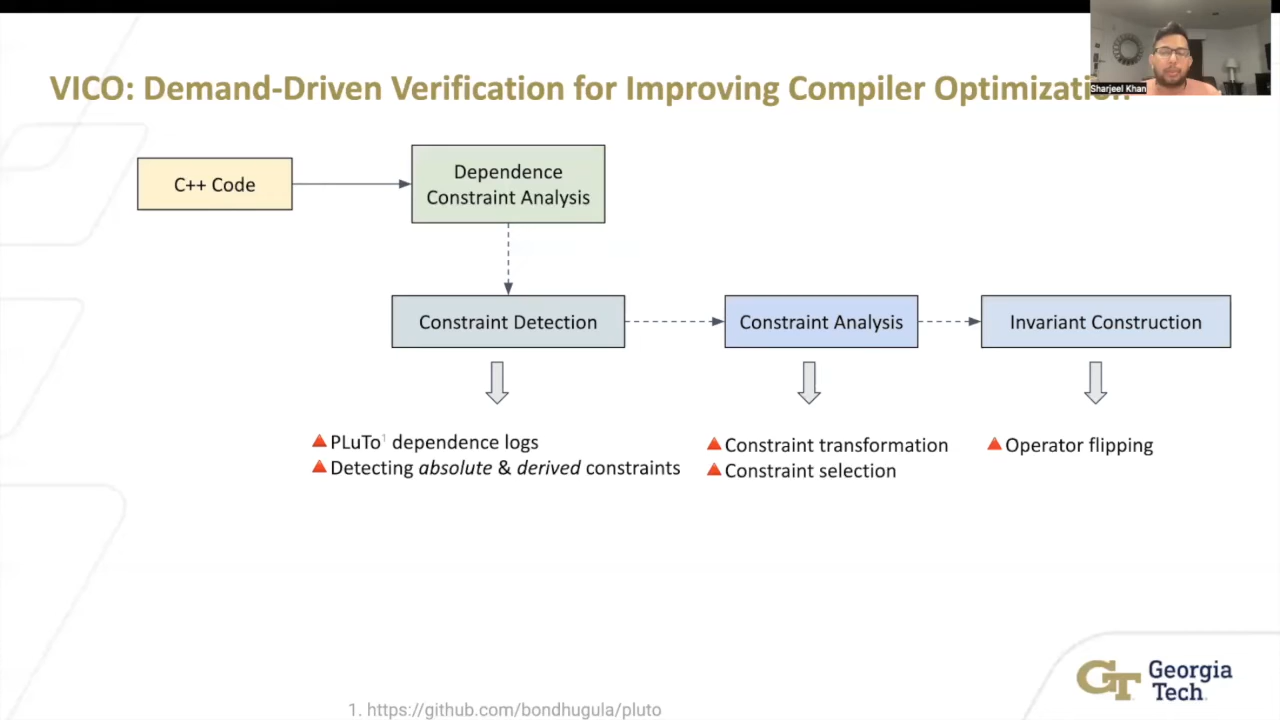 VICO: Demand-Driven Verification for Improving Compiler Optimization
Sharjeel Khan
C++ Code
Dependence
Constraint Analysis
Constraint Detection
Constraint Analysis
Invariant Construction
PLuTo¹ dependence logs
Detecting absolute & derived constraints
Constraint transformation
Constraint selection
Operator flipping
GT Georgia
Tech
1. https://github.com/bondhugula/pluto